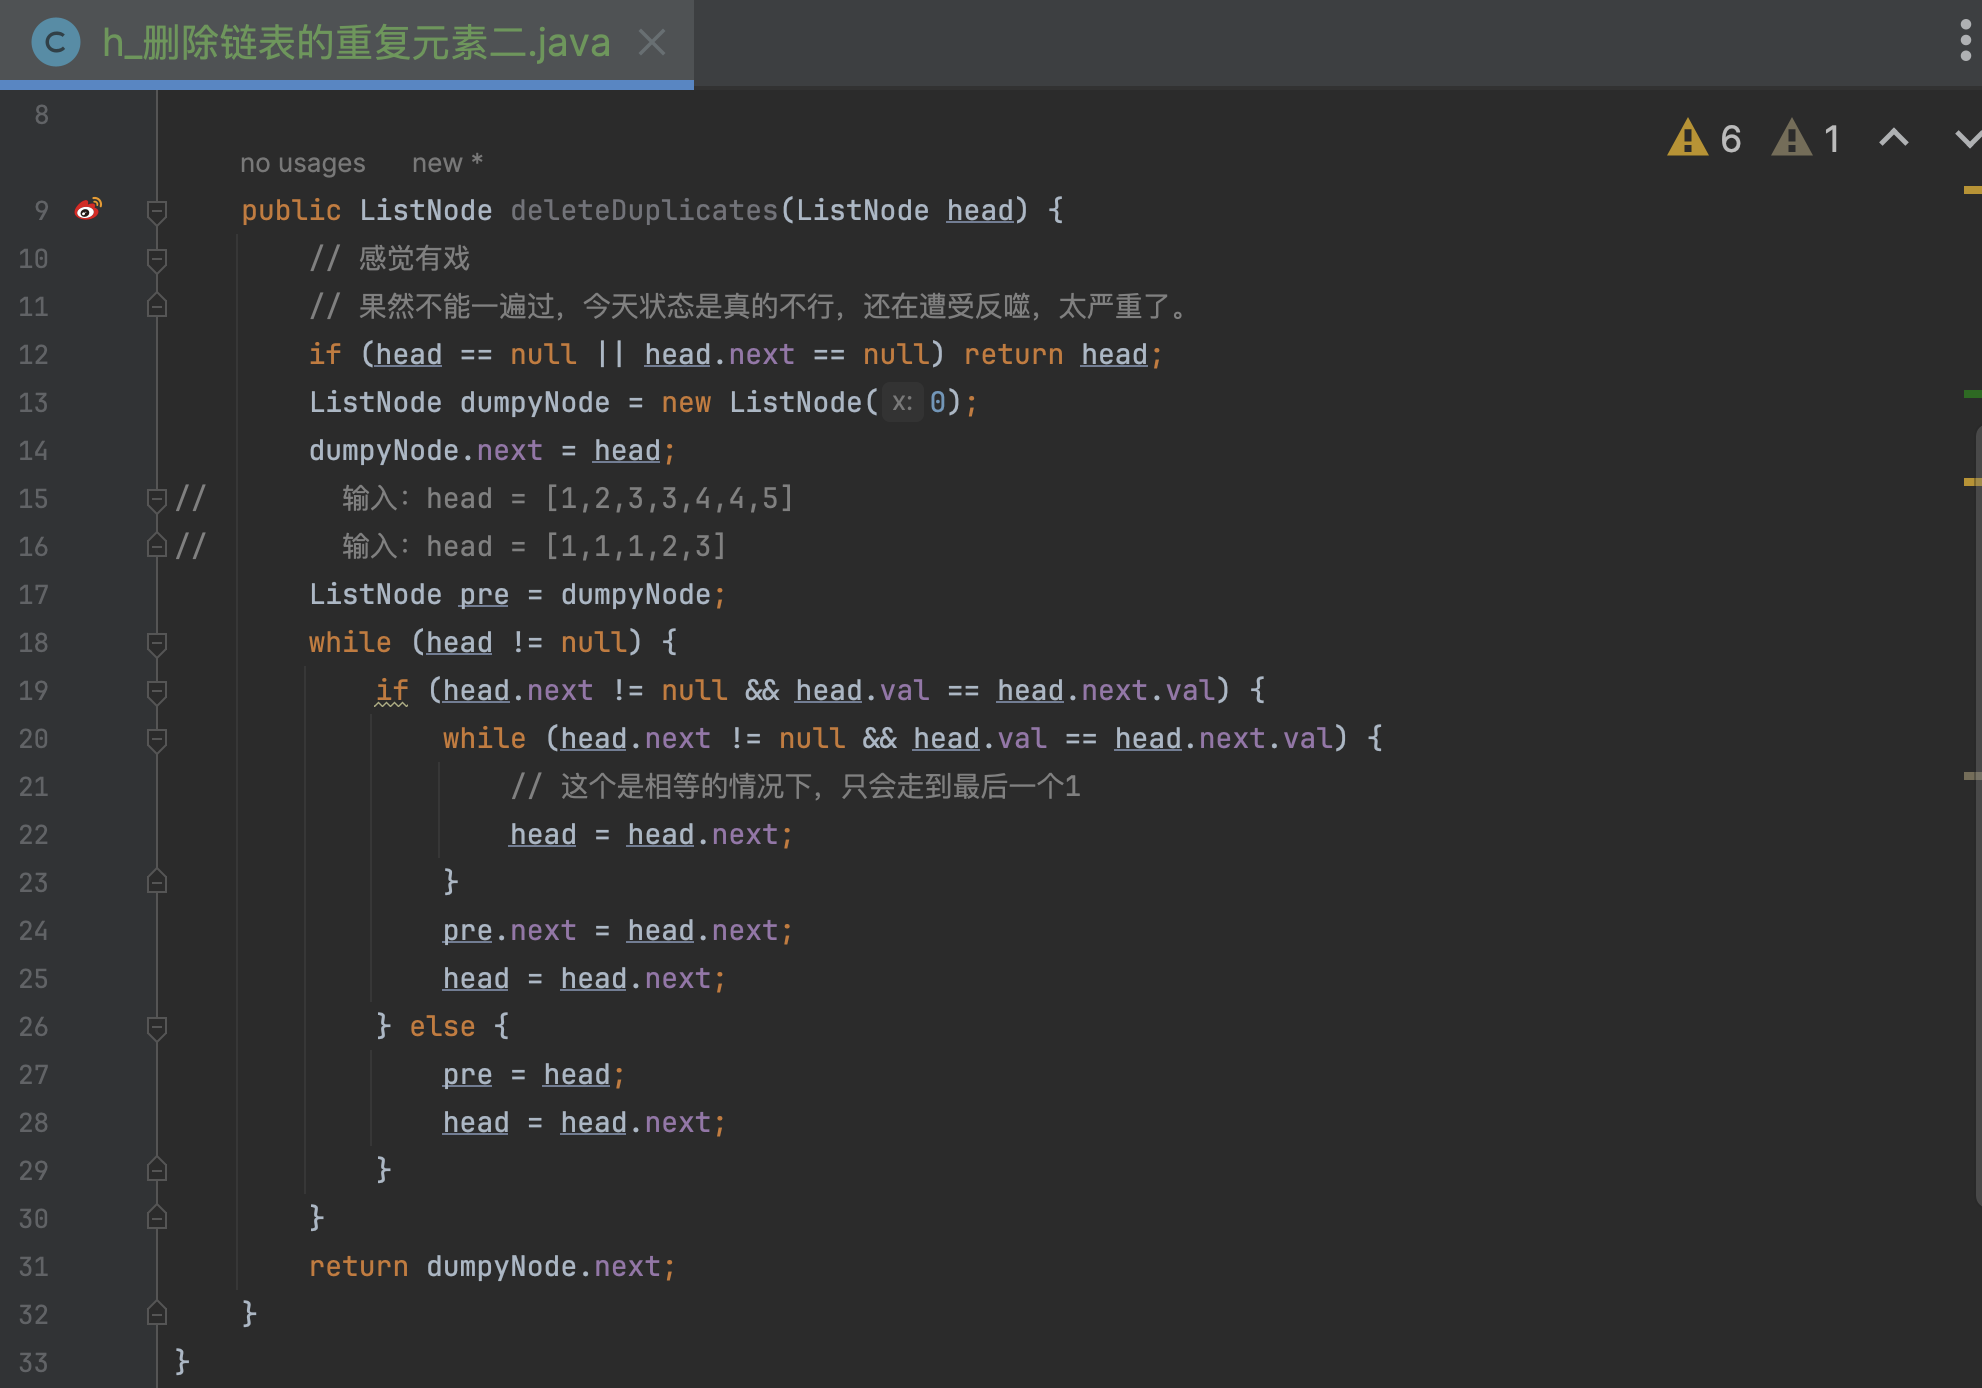 h_删除链表的重复元素二.java
6 1
8
no usages new *
9 public ListNode deleteDuplicates(ListNode head) {
10 // 感觉有戏
11 // 果然不能一遍过，今天状态是真的不行，还在遭受反噬，太严重了。
12 if (head == null || head.next == null) return head;
13 ListNode dumpyNode = new ListNode( x: 0);
14 dumpyNode.next = head;
15 // 输入：head = [1,2,3,3,4,4,5]
16 // 输入：head = [1,1,1,2,3]
17 ListNode pre = dumpyNode;
18 while (head != null) {
19 if (head.next != null && head.val == head.next.val) {
20 while (head.next != null && head.val == head.next.val) {
21 // 这个是相等的情况下，只会走到最后一个1
22 head = head.next;
23 }
24 pre.next = head.next;
25 head = head.next;
26 } else {
27 pre = head;
28 head = head.next;
29 }
30 }
31 return dumpyNode.next;
32 }
33 }